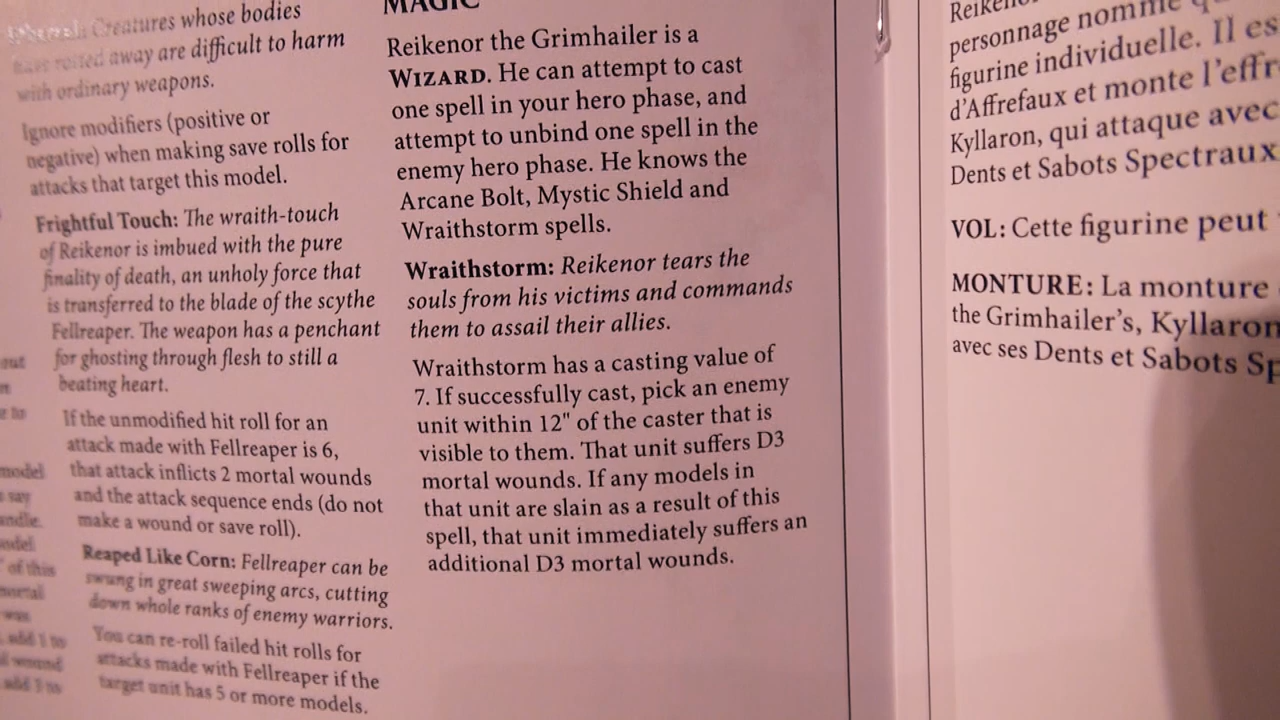 Creatures whose bodies
have rotted away are difficult to harm
with ordinary weapons.
Ignore modifiers (positive or
negative) when making save rolls for
attacks that target this model.
Frightful Touch: The wraith-touch
of Reikenor is imbued with the pure
finality of death, an unholy force that
is transferred to the blade of the scythe
Fellreaper. The weapon has a penchant
for ghosting through flesh to still a
beating heart.
If the unmodified hit roll for an
attack made with Fellreaper is 6,
that attack inflicts 2 mortal wounds
and the attack sequence ends (do not
make a wound or save roll).
Reaped Like Corn: Fellreaper can be
swung in great sweeping arcs, cutting
down whole ranks of enemy warriors.
You can re-roll failed hit rolls for
attacks made with Fellreaper if the
target unit has 5 or more models.
MAGIC
Reikenor the Grimhailer is a
WIZARD. He can attempt to cast
one spell in your hero phase, and
attempt to unbind one spell in the
enemy hero phase. He knows the
Arcane Bolt, Mystic Shield and
Wraithstorm spells.
Wraithstorm: Reikenor tears the
souls from his victims and commands
them to assail their allies.
Wraithstorm has a casting value of
7. If successfully cast, pick an enemy
unit within 12" of the caster that is
visible to them. That unit suffers D3
mortal wounds. If any models in
that unit are slain as a result of this
spell, that unit immediately suffers an
additional D3 mortal wounds.
personnage nommé
figurine individuelle. Il es
d'Affrefaux et monte l'effr
Kyllaron, qui attaque avec
Dents et Sabots Spectraux
VOL: Cette figurine peut
MONTURE: La monture
the Grimhailer's, Kyllaron
avec ses Dents et Sabots Sp